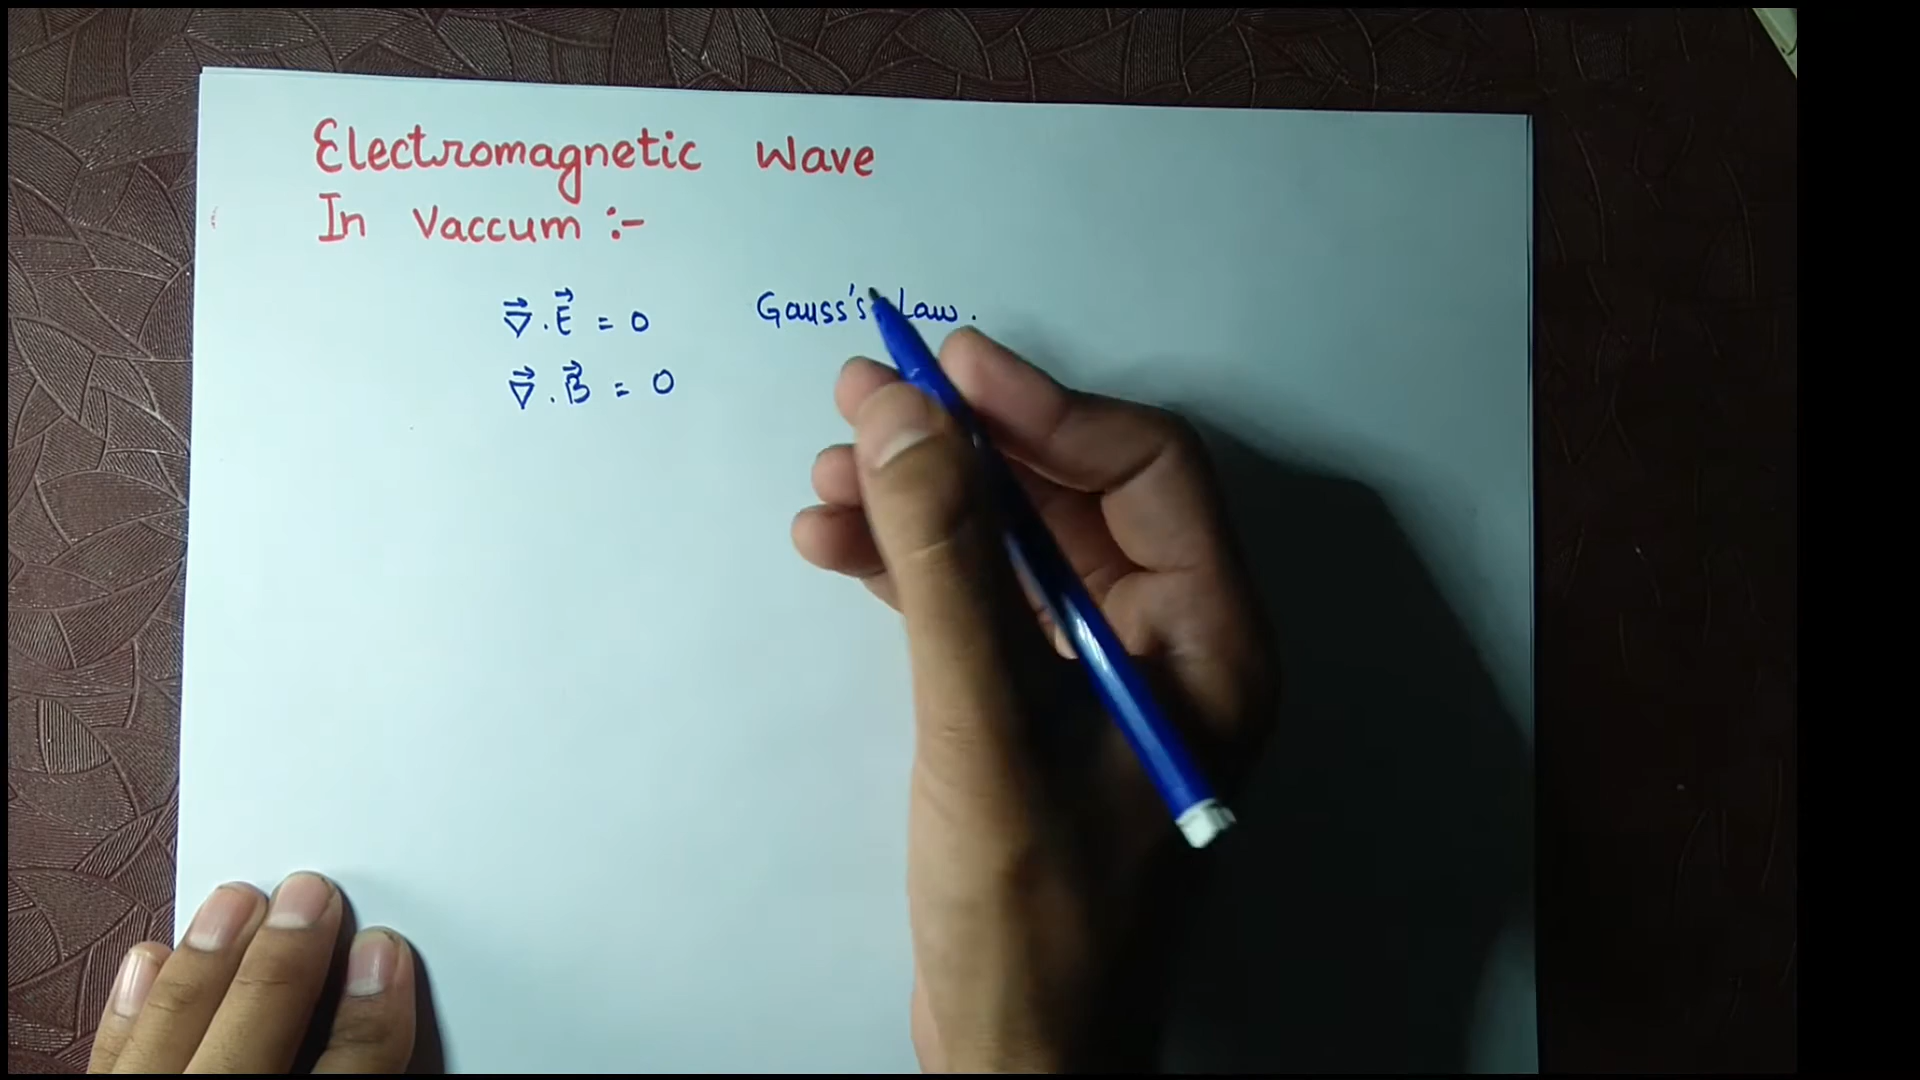 Electromagnetic Wave
In Vaccum :-
∇⃗ . E⃗ = 0 Gauss's Law.
∇⃗ . B⃗ = 0